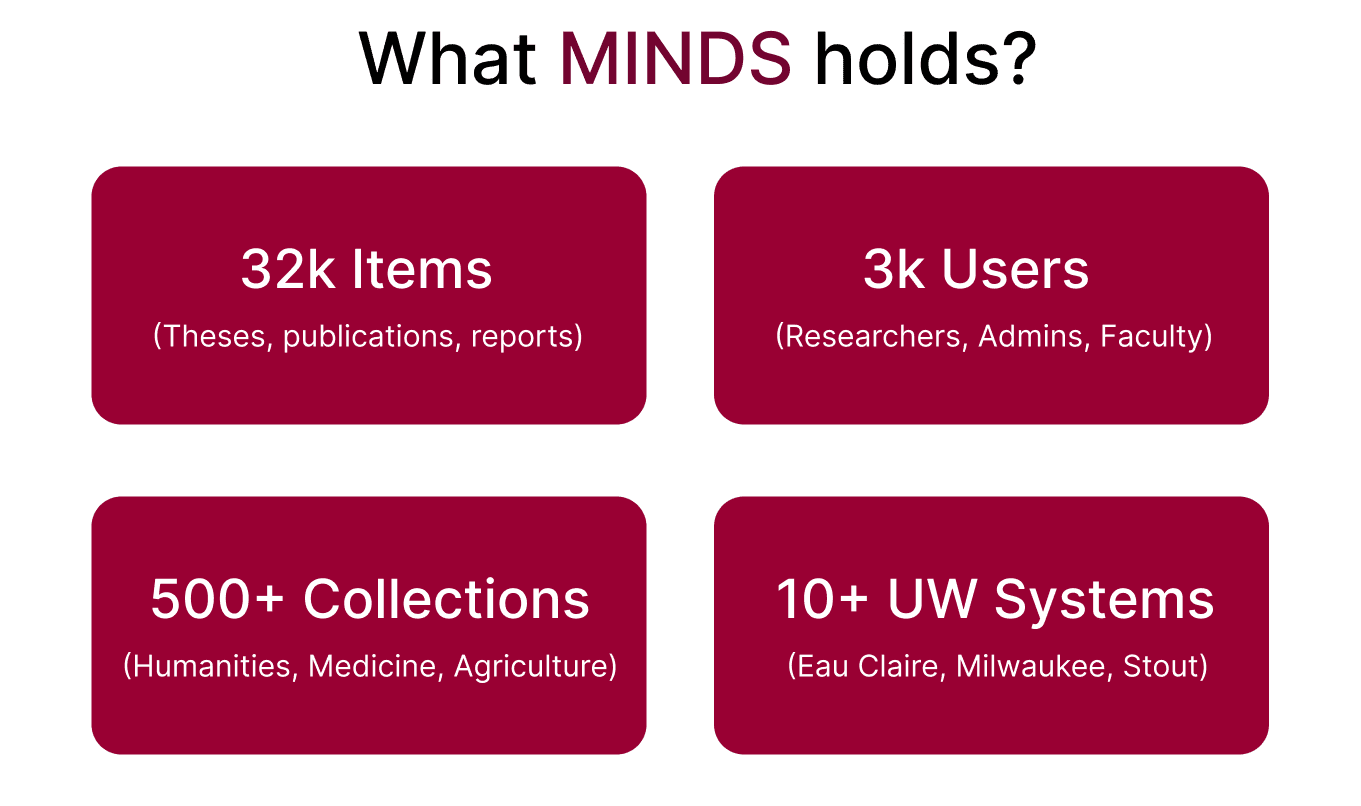 What MINDS holds?
32k Items
(Theses, publications, reports)
3k Users
(Researchers, Admins, Faculty)
500+ Collections
(Humanities, Medicine, Agriculture)
10+ UW Systems
(Eau Claire, Milwaukee, Stout)